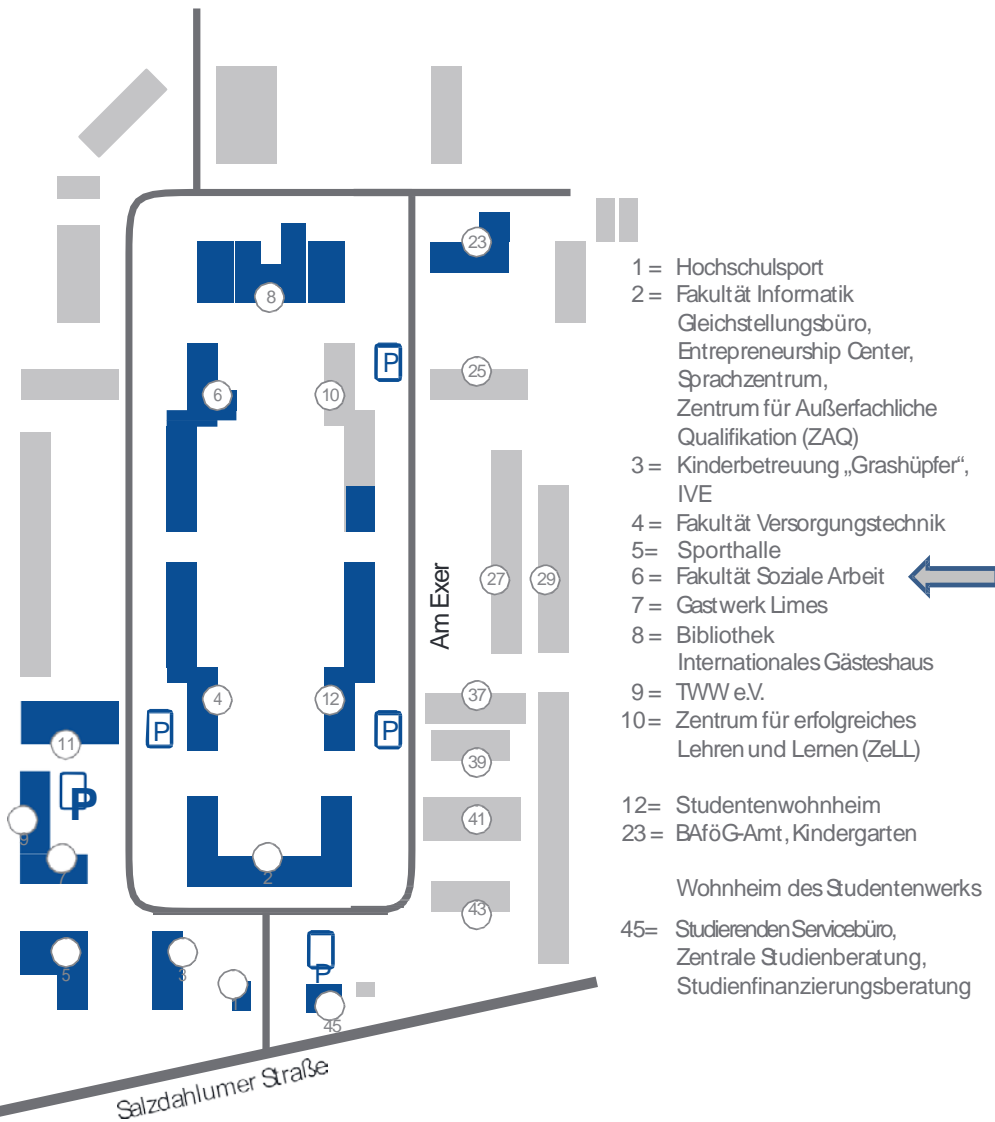 23
8
P
25
6
10
27
29
Am Exer
37
4
12
P
P
11
39
P
41
9
7
2
43
5
3
1
P
45
Salzdahlumer Straße
1 = Hochschulsport
2 = Fakultät Informatik
Gleichstellungsbüro,
Entrepreneurship Center,
Sprachzentrum,
Zentrum für Außerfachliche
Qualifikation (ZAQ)
3 = Kinderbetreuung „Grashüpfer“,
IVE
4 = Fakultät Versorgungstechnik
5= Sporthalle
6 = Fakultät Soziale Arbeit
7 = Gastwerk Limes
8 = Bibliothek
Internationales Gästeshaus
9 = TWW e.V.
10 = Zentrum für erfolgreiches
Lehren und Lernen (ZeLL)
12= Studentenwohnheim
23 = BAföG-Amt, Kindergarten
Wohnheim des Studentenwerks
45= Studierenden Servicebüro,
Zentrale Studienberatung,
Studienfinanzierungsberatung